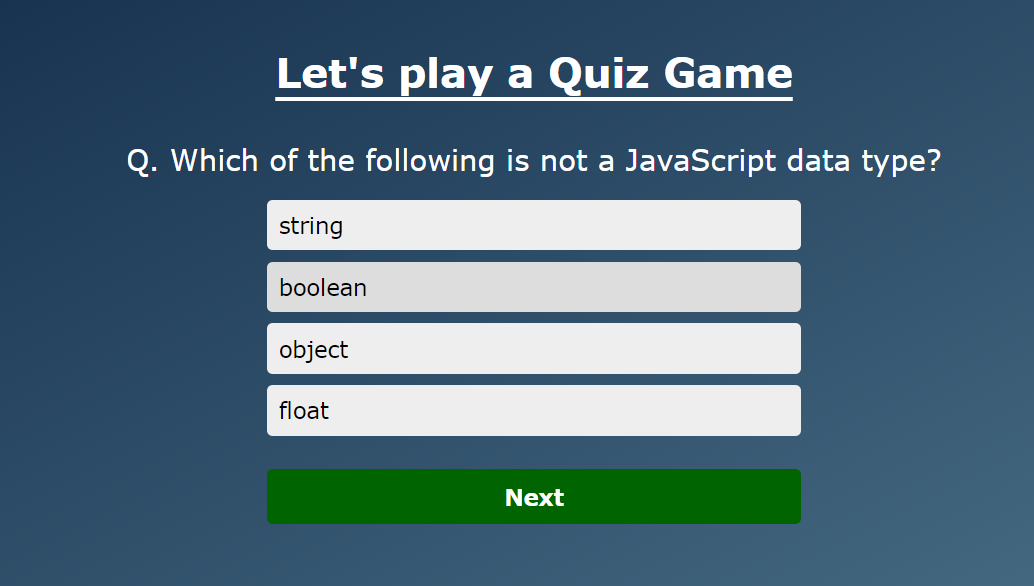 Let's play a Quiz Game
Q. Which of the following is not a JavaScript data type?
string
boolean
object
float
Next